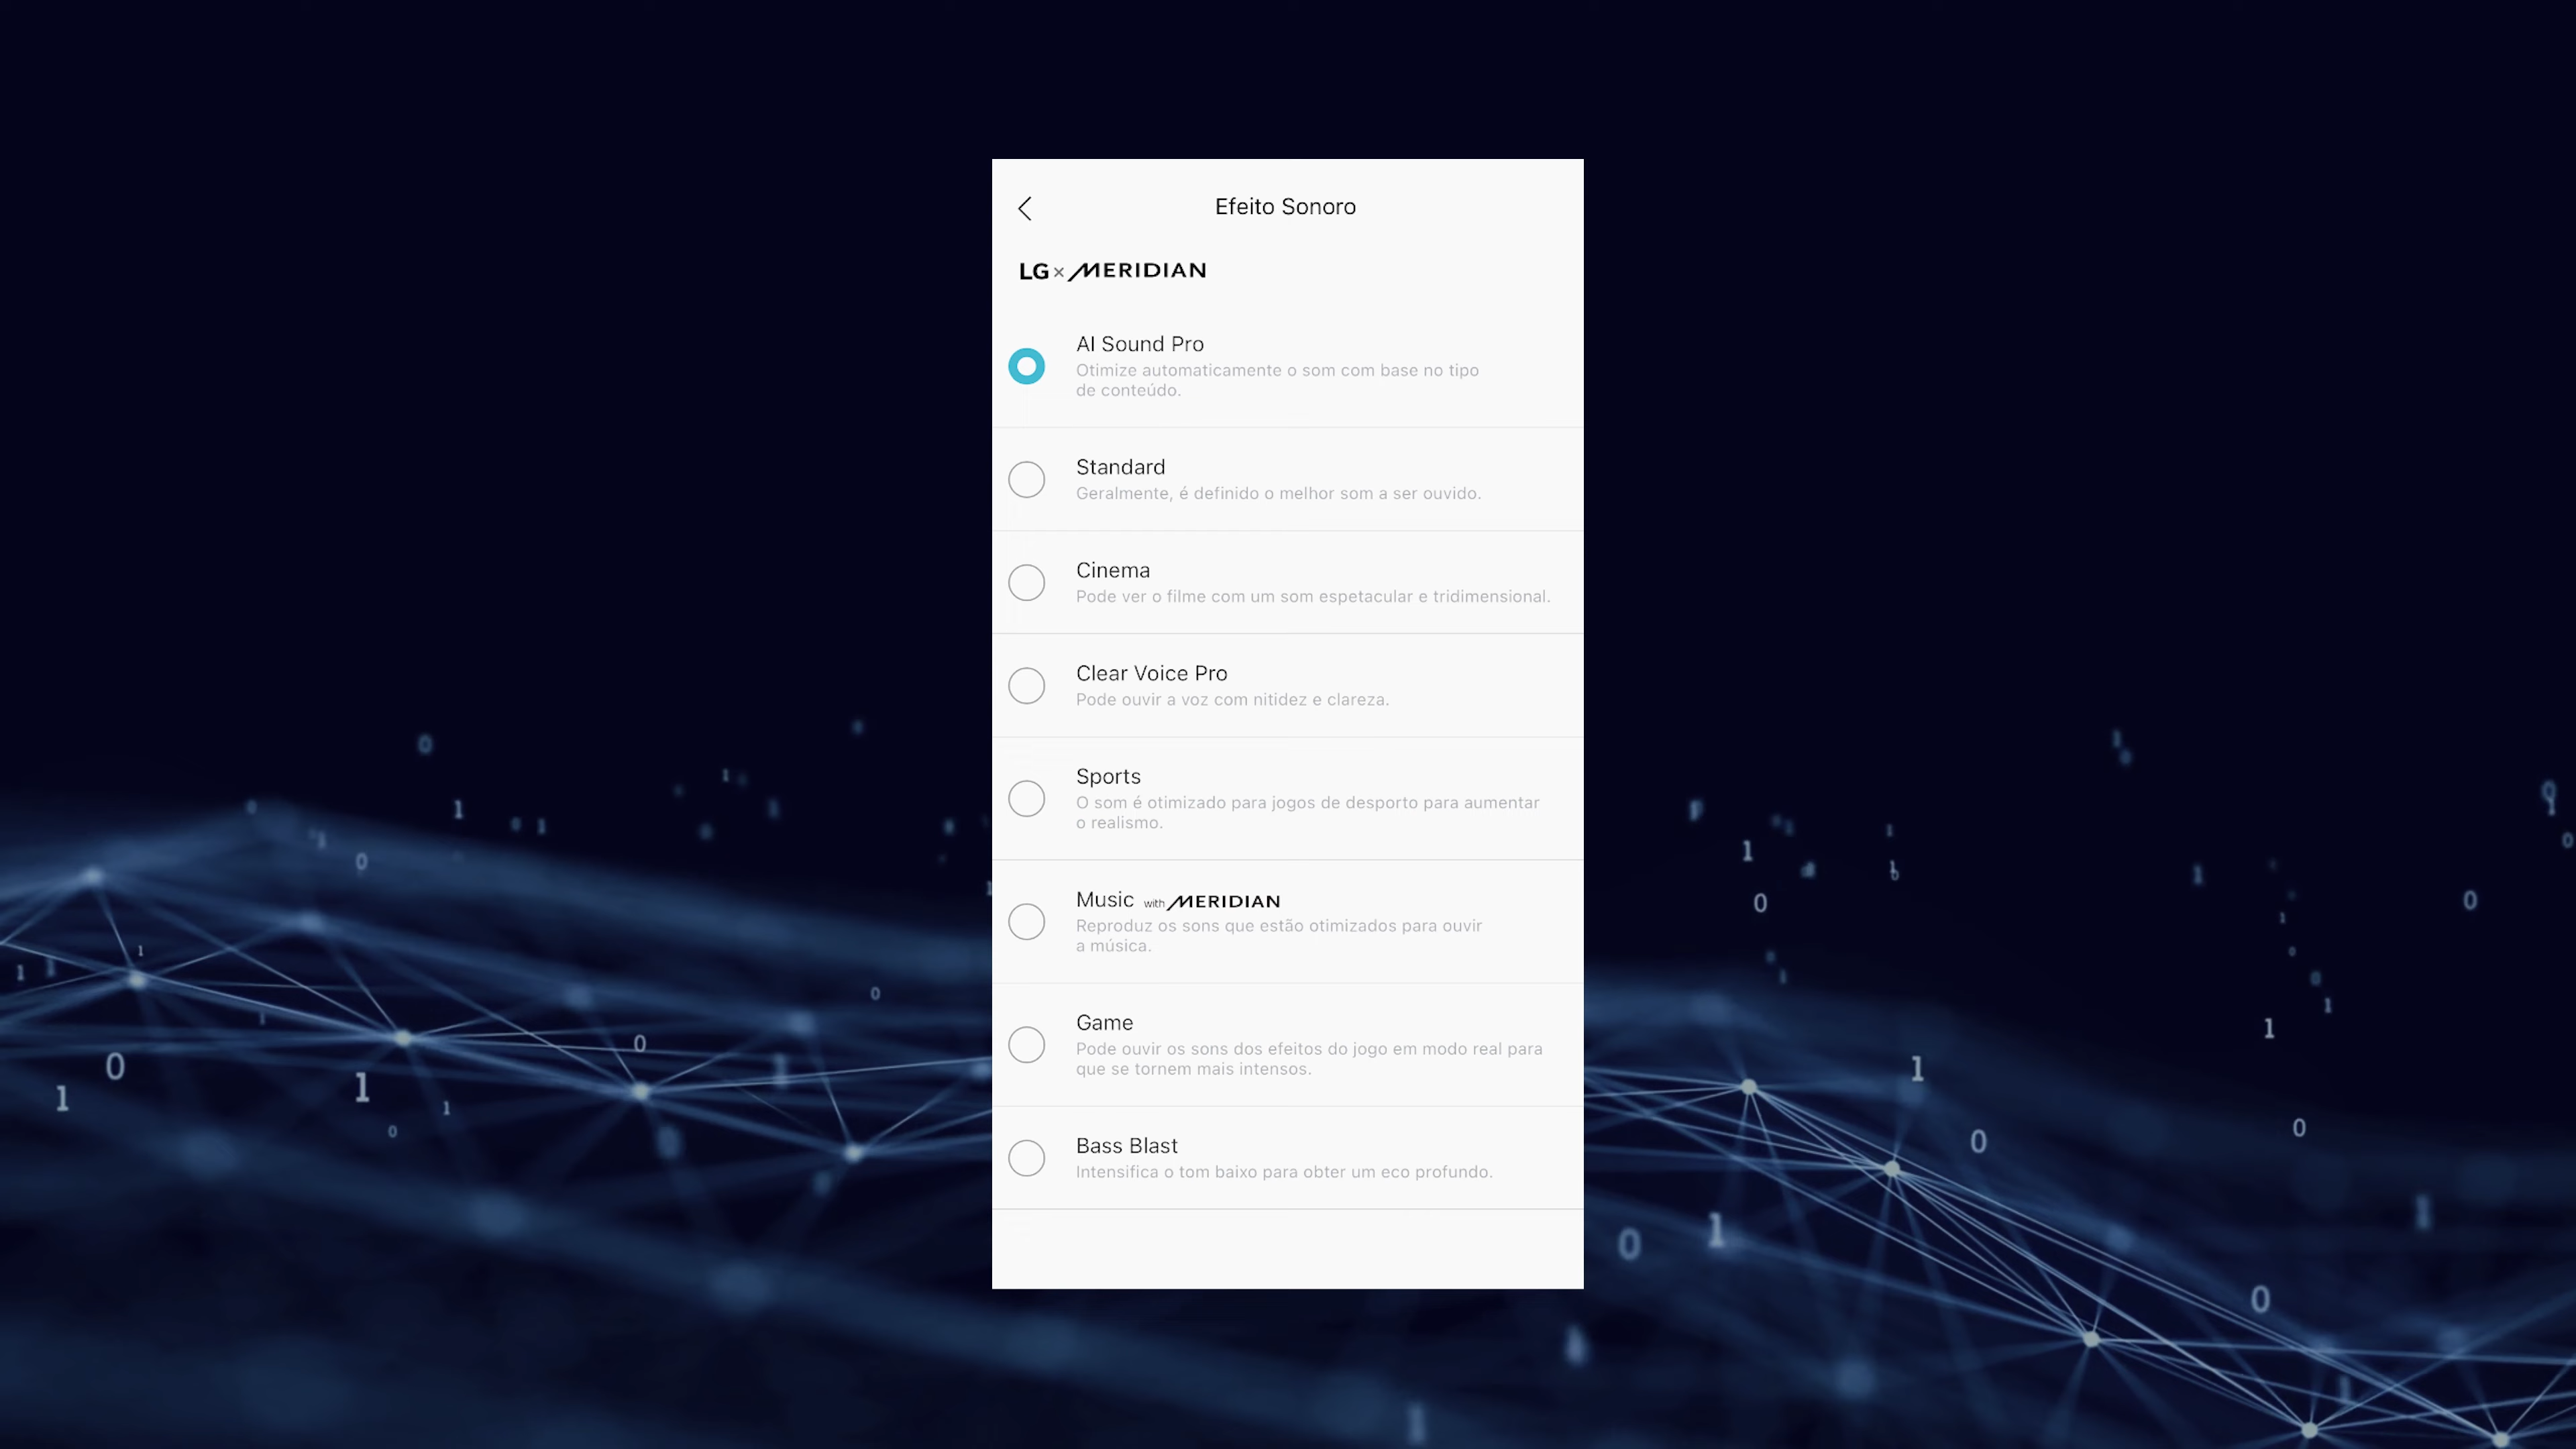 Efeito Sonoro
LG × MERIDIAN
AI Sound Pro
Otimize automaticamente o som com base no tipo
de conteúdo.
Standard
Geralmente, é definido o melhor som a ser ouvido.
Cinema
Pode ver o filme com um som espetacular e tridimensional.
Clear Voice Pro
Pode ouvir a voz com nitidez e clareza.
Sports
O som é otimizado para jogos de desporto para aumentar
o realismo.
Music with MERIDIAN
Reproduz os sons que estão otimizados para ouvir
a música.
Game
Pode ouvir os sons dos efeitos do jogo em modo real para
que se tornem mais intensos.
Bass Blast
Intensifica o tom baixo para obter um eco profundo.